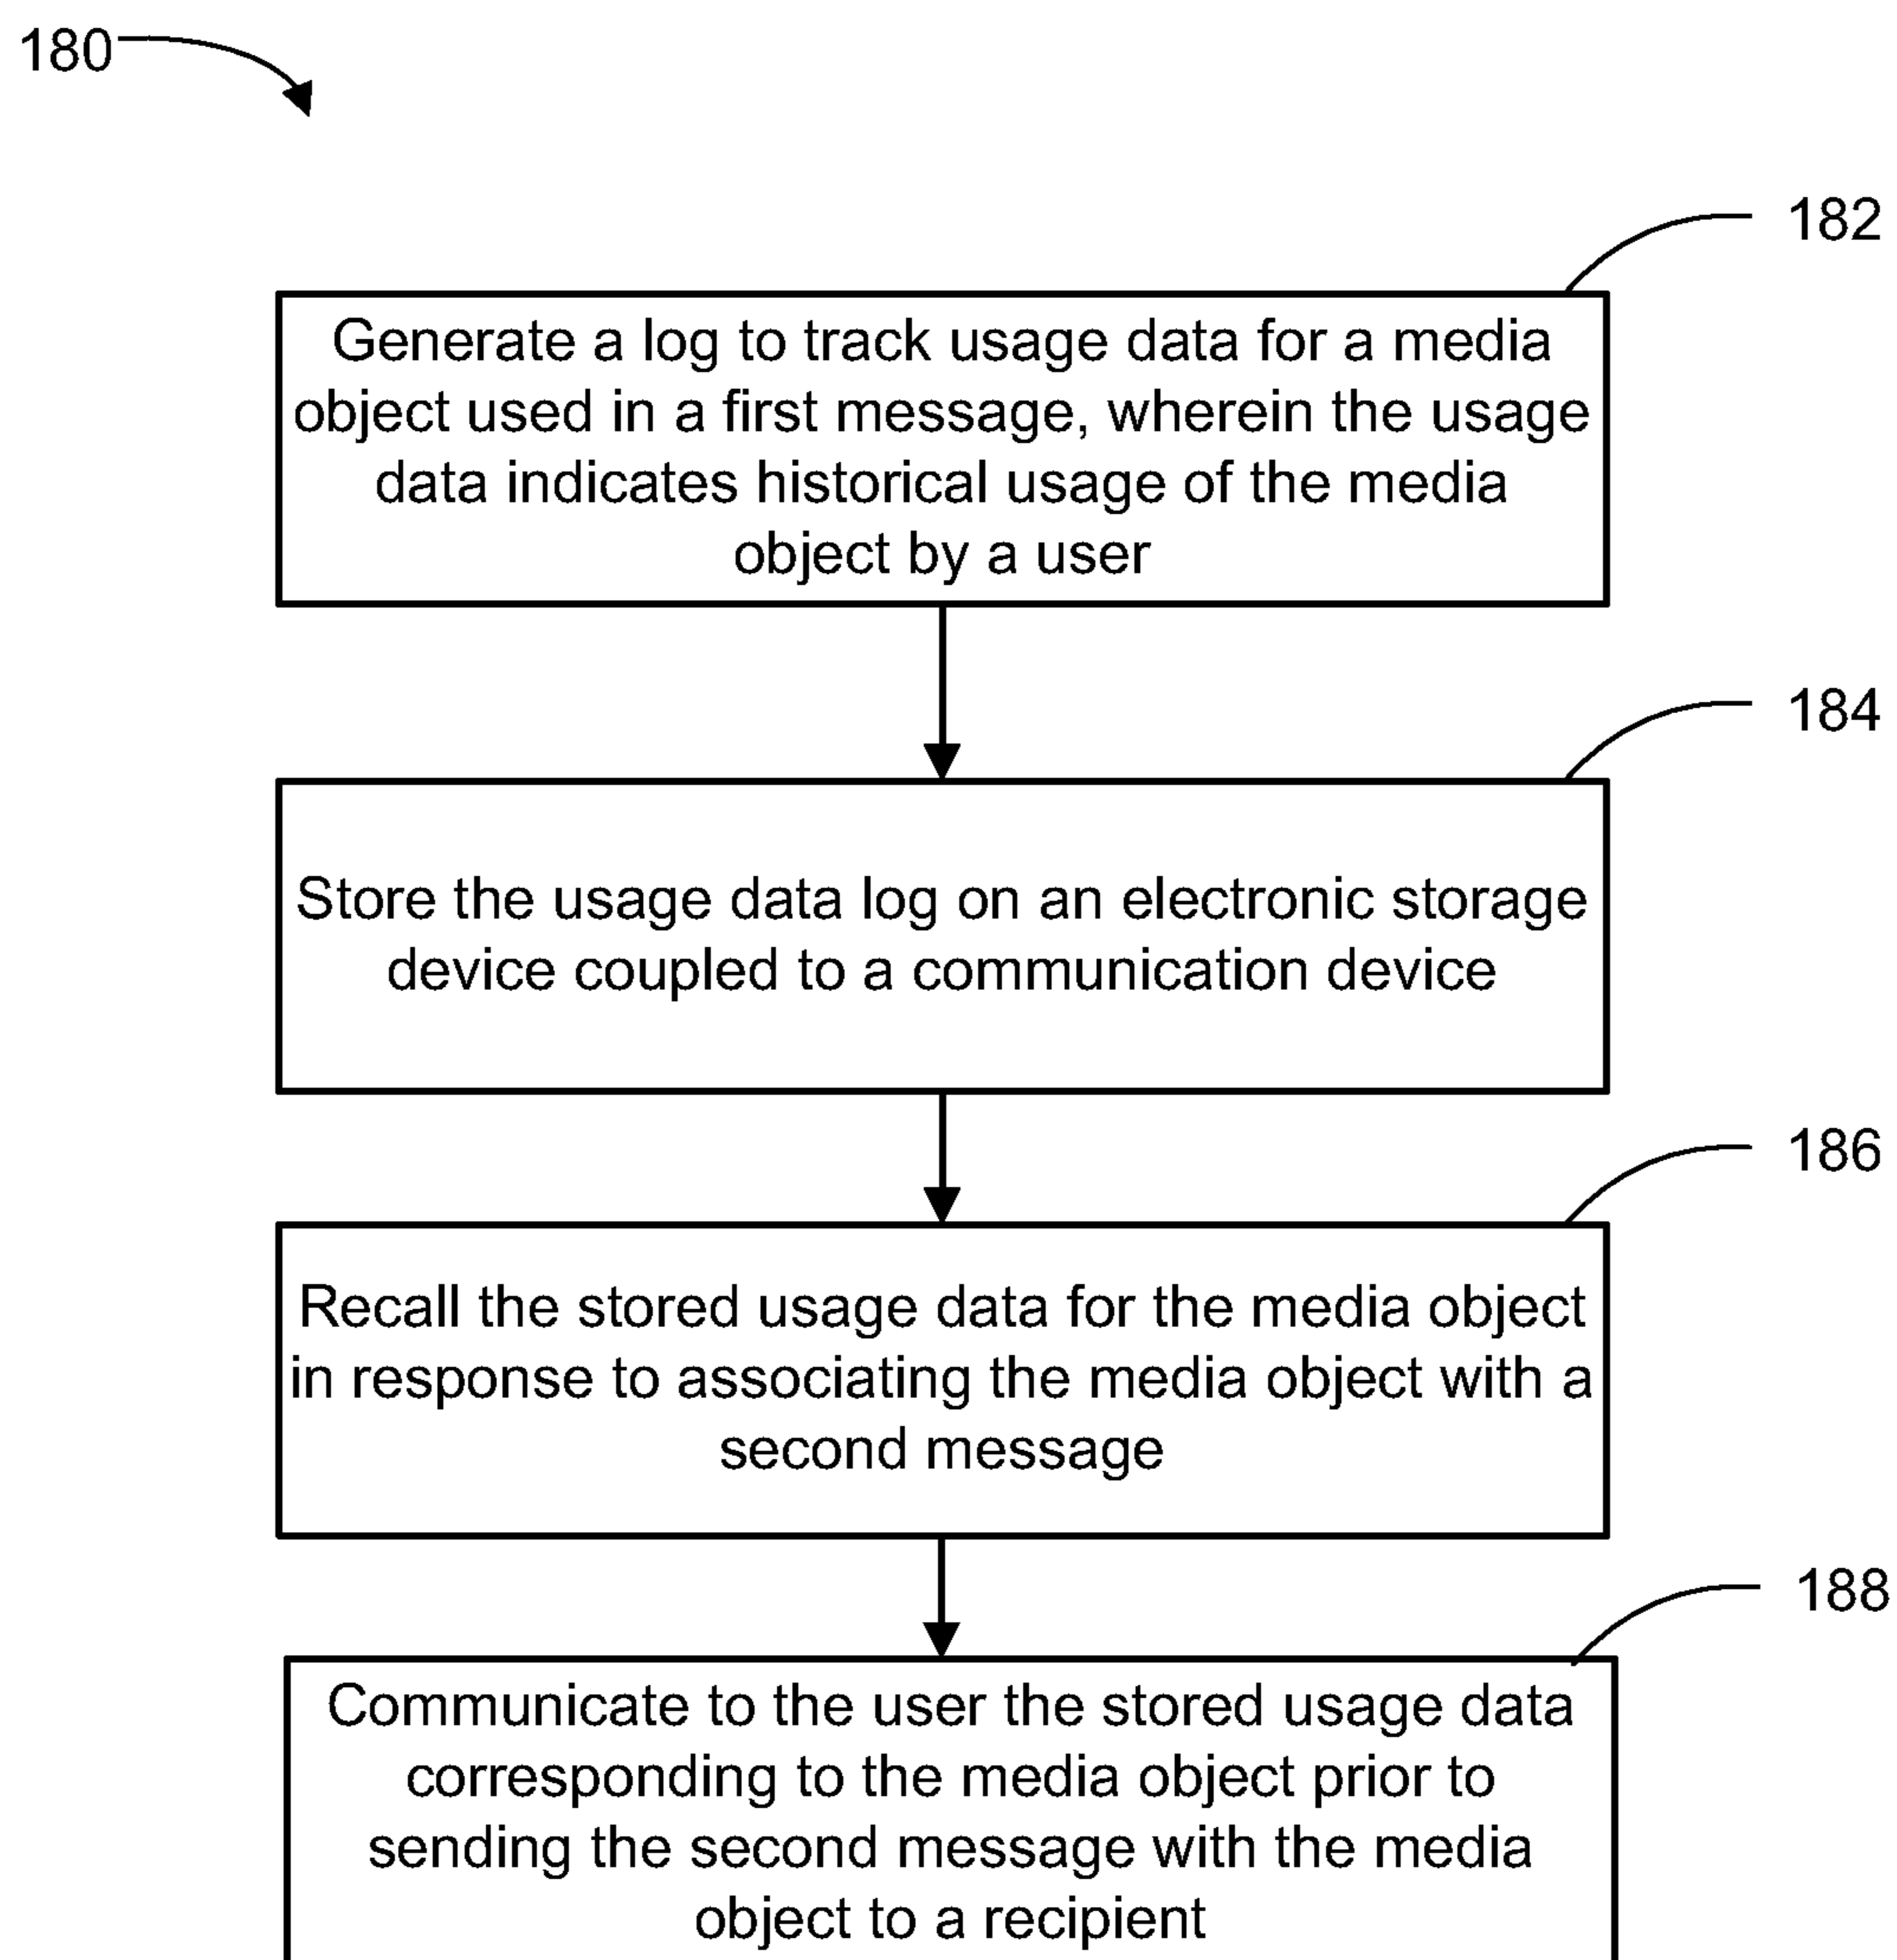 180
182
Generate a log to track usage data for a media
object used in a first message, wherein the usage
data indicates historical usage of the media
object by a user
184
Store the usage data log on an electronic storage
device coupled to a communication device
186
Recall the stored usage data for the media object
in response to associating the media object with a
second message
188
Communicate to the user the stored usage data
corresponding to the media object prior to
sending the second message with the media
object to a recipient